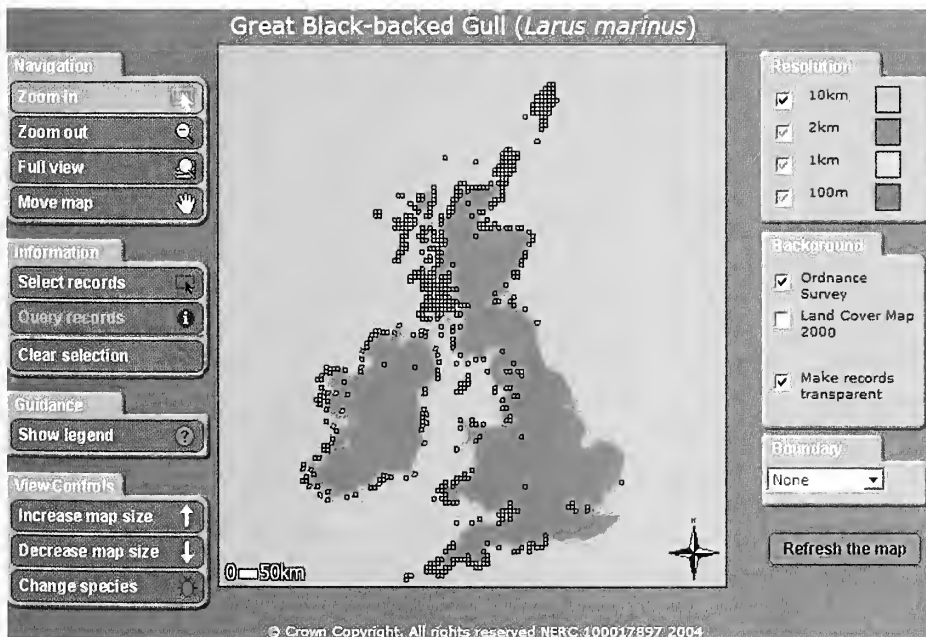 Great Black-backed Gull (Larus marinus)
Navigation
Zoom in
Zoom out
Full view
Move map
Information
Select records
Query records
Clear selection
Guidance
Show legend
?
View Controls
Increase map size
Decrease map size
Change species
0 50km
N
Resolution
10km
2km
1km
100m
Background
Ordnance
Survey
Land Cover Map
2000
Make records
transparent
Boundary
None
Refresh the map
© Crown Copyright. All rights reserved NERC 100017897 2004